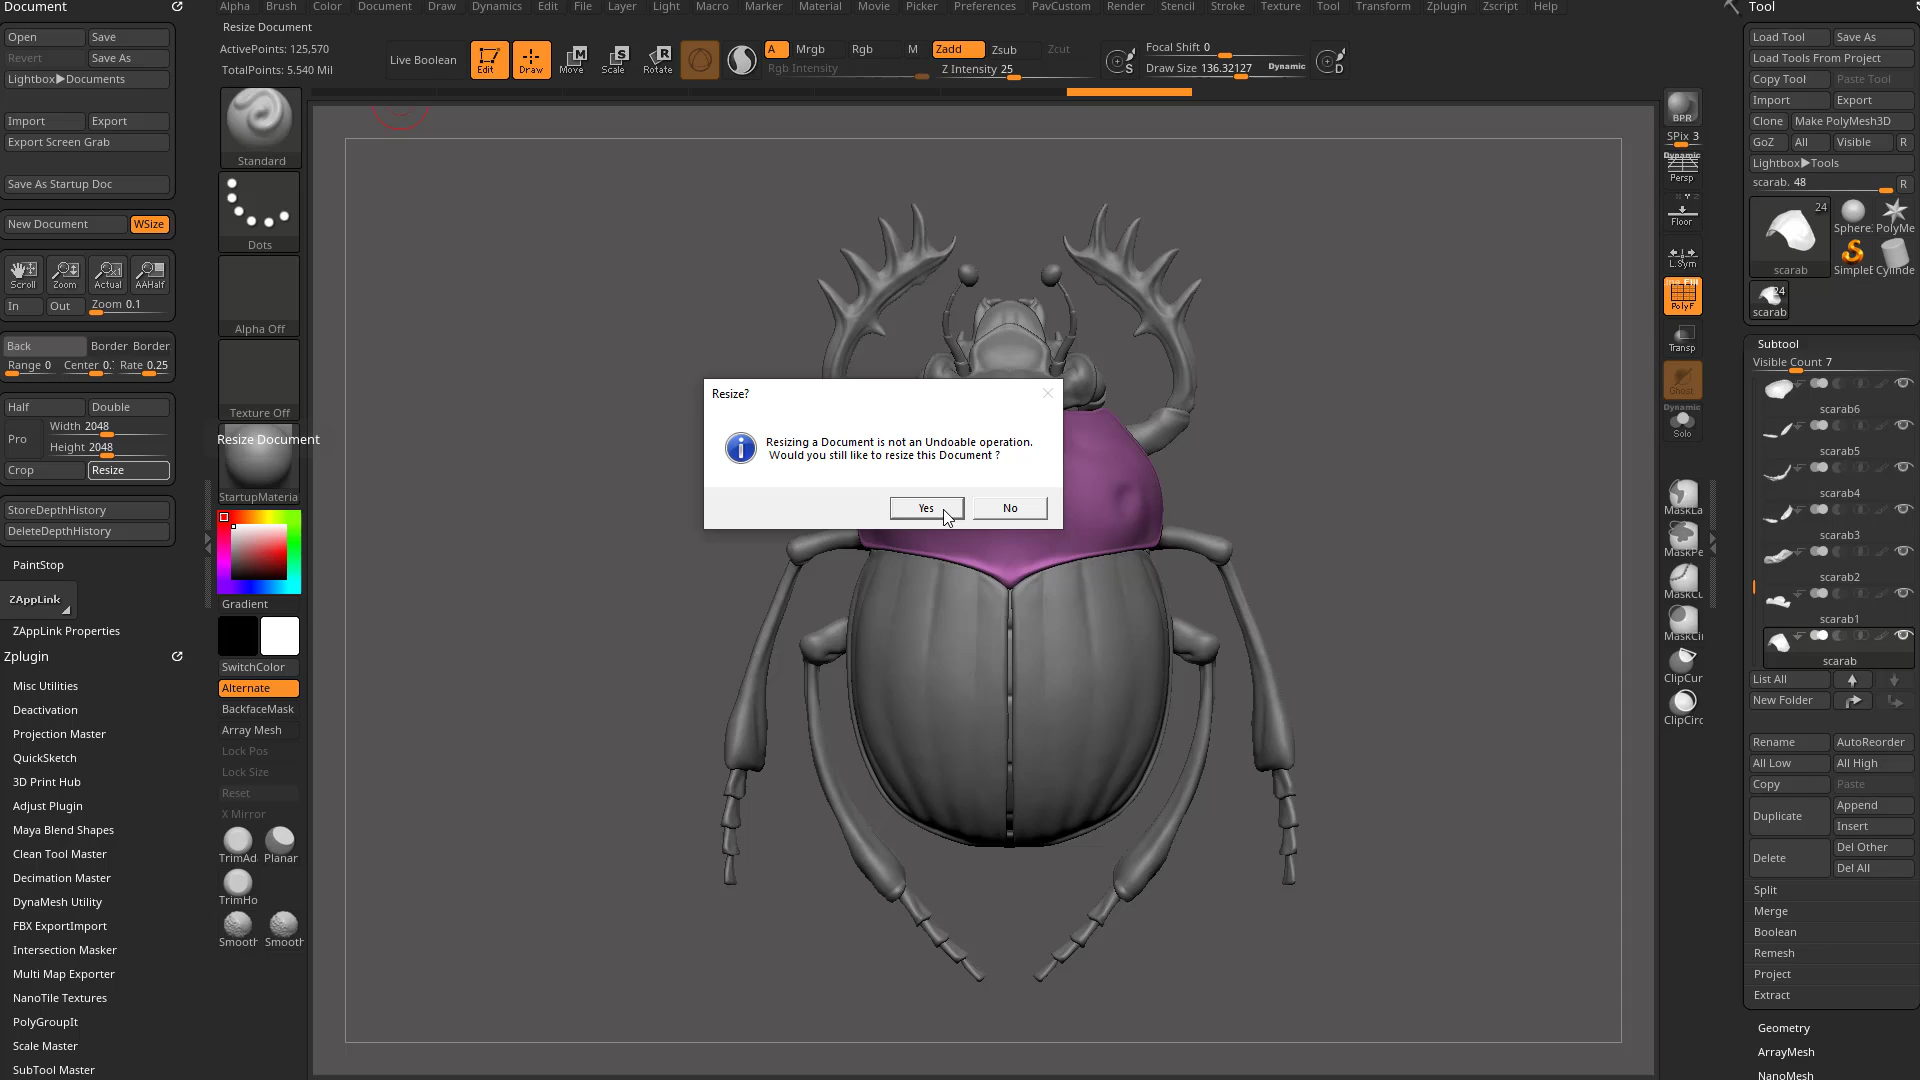 Document
Alpha Brush Color Document Draw Dynamics Edit File Layer Light Macro Marker Material Movie Picker Preferences PavCustom Render Stencil Stroke Texture Tool Transform Zplugin Zscript Help
Tool
Open Save
Revert Save As
Lightbox▶Documents
Import Export
Export Screen Grab
Save As Startup Doc
New Document WSize
Scroll Zoom Actual AAHalf
In Out Zoom 0.1
Back Border Border
Range 0 Center 0. Rate 0.25
Half Double
Pro Width 2048
Height 2048
Crop Resize
StoreDepthHistory
DeleteDepthHistory
PaintStop
ZAppLink
ZAppLink Properties
Zplugin
Misc Utilities
Deactivation
Projection Master
QuickSketch
3D Print Hub
Adjust Plugin
Maya Blend Shapes
Clean Tool Master
Decimation Master
DynaMesh Utility
FBX ExportImport
Intersection Masker
Multi Map Exporter
NanoTile Textures
PolyGroupIt
Scale Master
SubTool Master
Resize Document
ActivePoints: 125,570
TotalPoints: 5.540 Mil
Live Boolean
Edit Draw Move Scale Rotate
A Mrgb Rgb M Zadd Zsub Zcut
Rgb Intensity Z Intensity 25
S Focal Shift 0
Draw Size 136.32127 Dynamic D
Standard
Dots
Alpha Off
Texture Off
Resize Document
StartupMateria
Gradient
SwitchColor
Alternate
BackfaceMask
Array Mesh
Lock Pos
Lock Size
Reset
X Mirror
TrimAd Planar
TrimHo
Smooth Smooth
Resize?
Resizing a Document is not an Undoable operation.
Would you still like to resize this Document ?
Yes No
BPR
SPix 3
Dynamic
Persp
Floor
L.Sym
PolyF
Transp
Ghost
Dynamic
Solo
MaskLa
MaskPe
MaskCu
MaskCir
ClipCur
ClipCirc
Load Tool Save As
Load Tools From Project
Copy Tool Paste Tool
Import Export
Clone Make PolyMesh3D
GoZ All Visible R
Lightbox▶Tools
scarab. 48 R
24
Sphere PolyMe
scarab SimpleE Cylinde
24
scarab
Subtool
Visible Count 7
scarab6
scarab5
scarab4
scarab3
scarab2
scarab1
scarab
List All
New Folder
Rename AutoReorder
All Low All High
Copy Paste
Duplicate Append
Insert
Delete Del Other
Del All
Split
Merge
Boolean
Remesh
Project
Extract
Geometry
ArrayMesh
NanoMesh